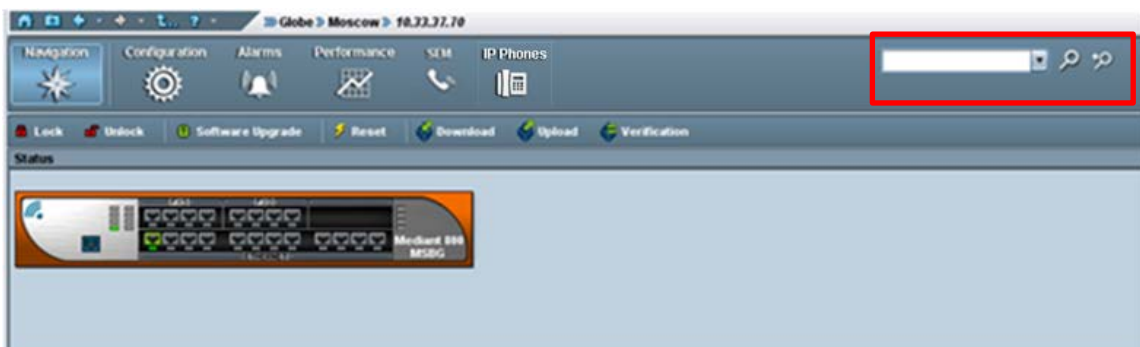 Globe Moscow 10.33.37.70
Navigation Configuration Alarms Performance SEM IP Phones
Lock Unlock Software Upgrade Reset Download Upload Verification
Status
Mediant 800
MSBG